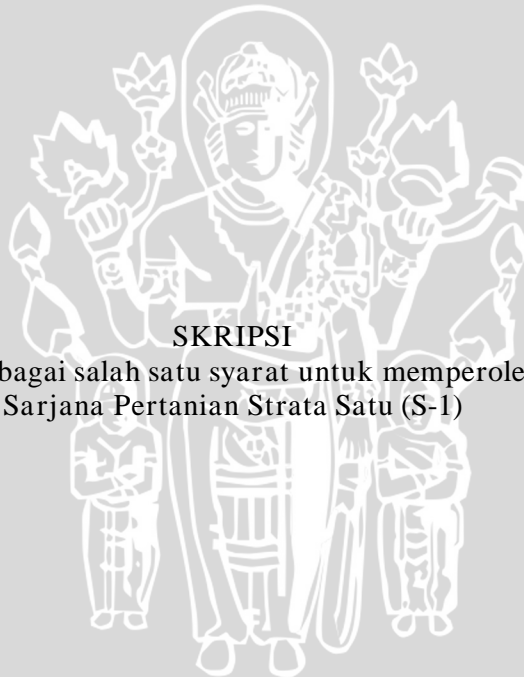 SKRIPSI
bagai salah satu syarat untuk memperole
Sarjana Pertanian Strata Satu (S-1)